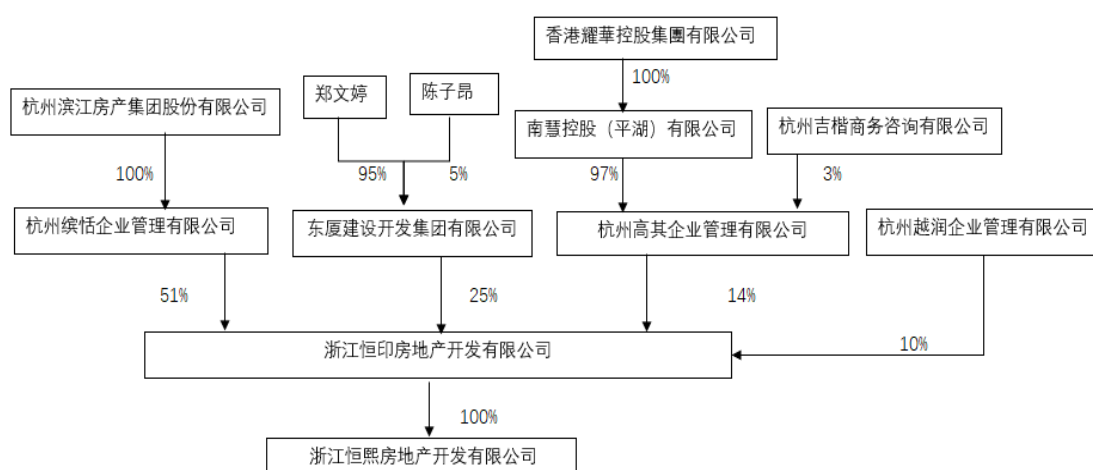 香港耀華控股集團有限公司
100%
杭州滨江房产集团股份有限公司
郑文婷
陈子昂
南慧控股（平湖）有限公司
杭州吉楷商务咨询有限公司
100%
95%
5%
97%
3%
杭州缤恬企业管理有限公司
东厦建设开发集团有限公司
杭州高其企业管理有限公司
杭州越润企业管理有限公司
51%
25%
14%
10%
浙江恒印房地产开发有限公司
100%
浙江恒熙房地产开发有限公司